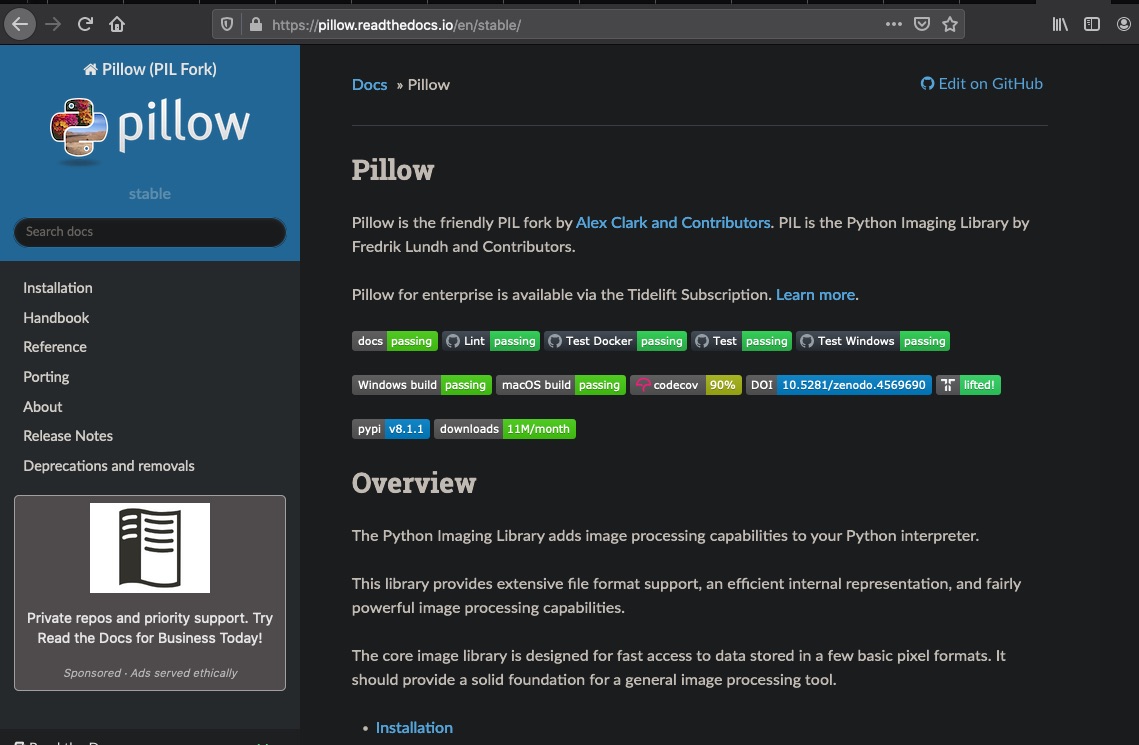 https://pillow.readthedocs.io/en/stable/
Pillow (PIL Fork)
pillow
stable
Search docs
Installation
Handbook
Reference
Porting
About
Release Notes
Deprecations and removals
Private repos and priority support. Try
Read the Docs for Business Today!
Sponsored · Ads served ethically
Docs » Pillow
Edit on GitHub
Pillow
Pillow is the friendly PIL fork by Alex Clark and Contributors. PIL is the Python Imaging Library by
Fredrik Lundh and Contributors.
Pillow for enterprise is available via the Tidelift Subscription. Learn more.
docs passing Lint passing Test Docker passing Test passing Test Windows passing
Windows build passing macOS build passing codecov 90% DOI 10.5281/zenodo.4569690 lifted!
pypi v8.1.1 downloads 11M/month
Overview
The Python Imaging Library adds image processing capabilities to your Python interpreter.
This library provides extensive file format support, an efficient internal representation, and fairly
powerful image processing capabilities.
The core image library is designed for fast access to data stored in a few basic pixel formats. It
should provide a solid foundation for a general image processing tool.
• Installation